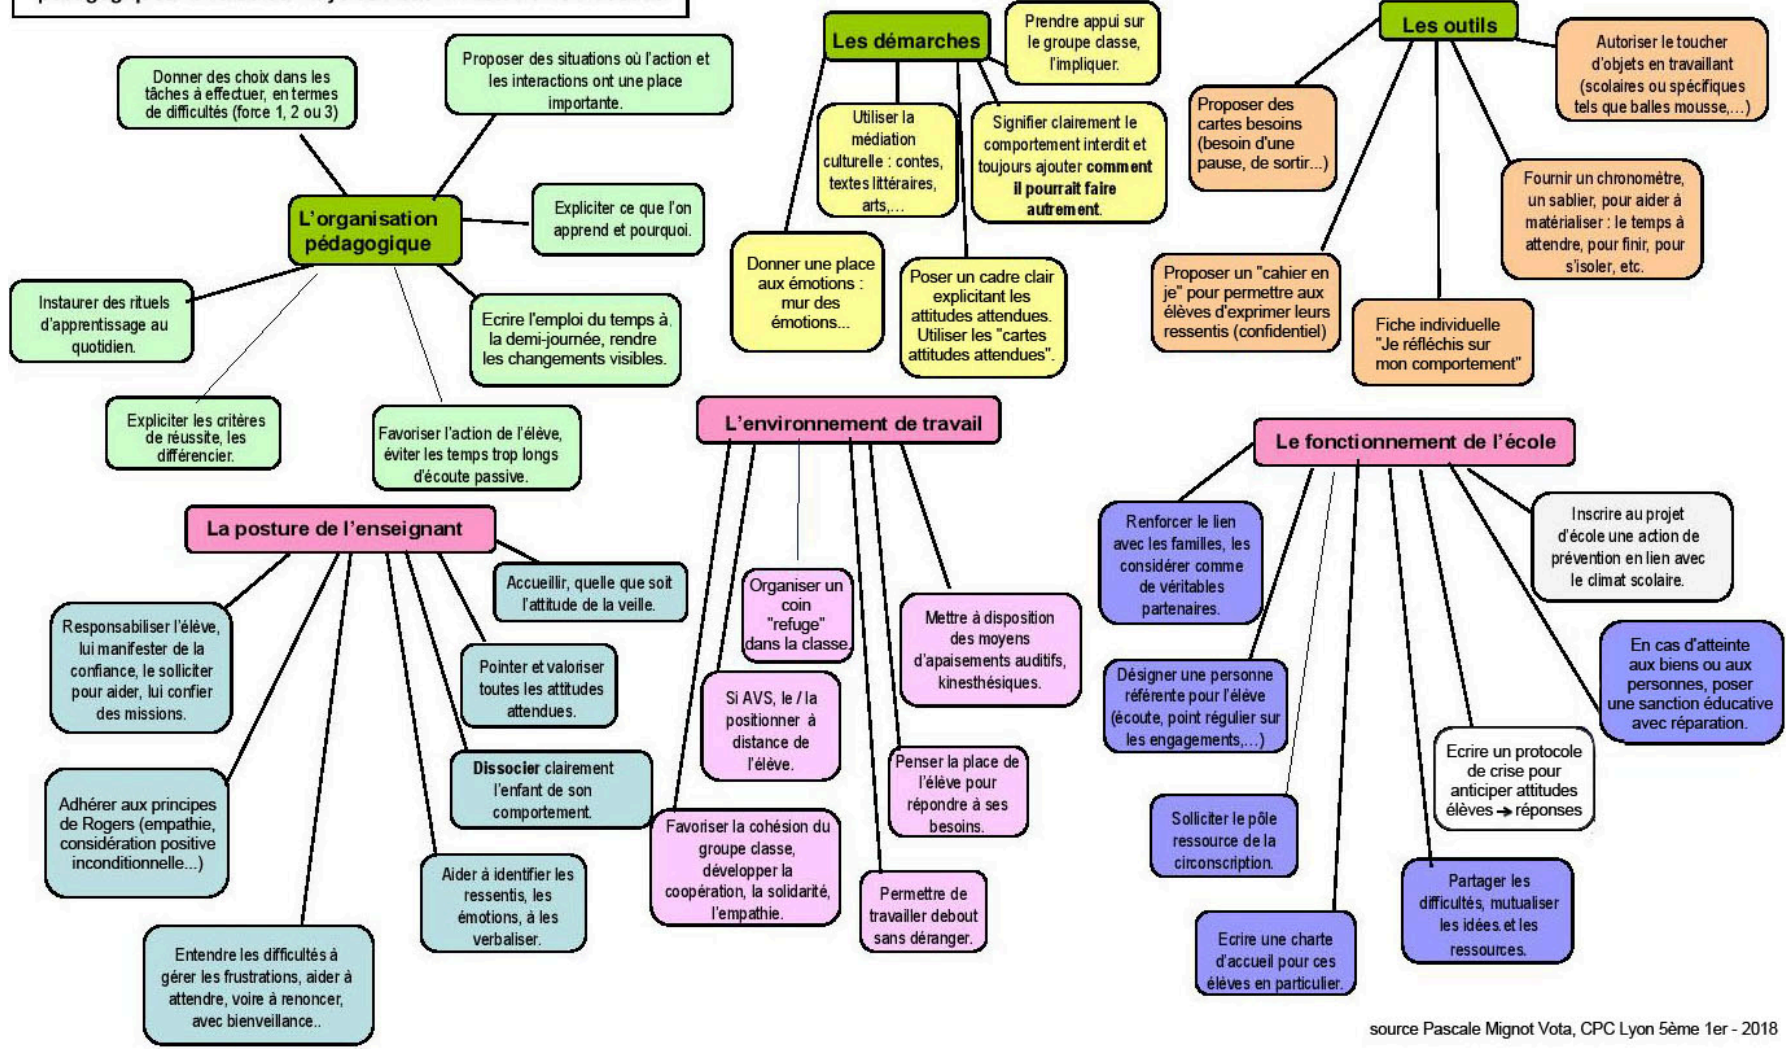 Les démarches
Prendre appui sur
le groupe classe,
l'impliquer.
Les outils
Autoriser le toucher
d'objets en travaillant
(scolaires ou spécifiques
tels que balles mousse,...)
Donner des choix dans les
tâches à effectuer, en termes
de difficultés (force 1, 2 ou 3)
Proposer des situations où l'action et
les interactions ont une place
importante.
Utiliser la
médiation
culturelle : contes,
textes littéraires,
arts,...
Signifier clairement le
comportement interdit et
toujours ajouter comment
il pourrait faire
autrement.
Proposer des
cartes besoins
(besoin d'une
pause, de sortir...)
Fournir un chronomètre,
un sablier, pour aider à
matérialiser : le temps à
attendre, pour finir, pour
s'isoler, etc.
L'organisation
pédagogique
Expliciter ce que l'on
apprend et pourquoi.
Donner une place
aux émotions :
mur des
émotions...
Poser un cadre clair
explicitant les
attitudes attendues.
Utiliser les "cartes
attitudes attendues".
Proposer un "cahier en
je" pour permettre aux
élèves d'exprimer leurs
ressentis (confidentiel)
Fiche individuelle
"Je réfléchis sur
mon comportement"
Instaurer des rituels
d'apprentissage au
quotidien.
Ecrire l'emploi du temps à
la demi-journée, rendre
les changements visibles.
Expliciter les critères
de réussite, les
différencier.
Favoriser l'action de l'élève,
éviter les temps trop longs
d'écoute passive.
L'environnement de travail
Le fonctionnement de l'école
La posture de l'enseignant
Accueillir, quelle que soit
l'attitude de la veille.
Responsabiliser l'élève,
lui manifester de la
confiance, le solliciter
pour aider, lui confier
des missions.
Pointer et valoriser
toutes les attitudes
attendues.
Dissocier clairement
l'enfant de son
comportement.
Adhérer aux principes
de Rogers (empathie,
considération positive
inconditionnelle...)
Aider à identifier les
ressentis, les
émotions, à les
verbaliser.
Entendre les difficultés à
gérer les frustrations, aider à
attendre, voire à renoncer,
avec bienveillance..
Organiser un
coin
"refuge"
dans la classe.
Mettre à disposition
des moyens
d'apaisements auditifs,
kinesthésiques.
Si AVS, le / la
positionner à
distance de
l'élève.
Penser la place de
l'élève pour
répondre à ses
besoins.
Favoriser la cohésion du
groupe classe,
développer la
coopération, la solidarité,
l'empathie.
Permettre de
travailler debout
sans déranger.
Renforcer le lien
avec les familles, les
considérer comme
de véritables
partenaires.
Inscrire au projet
d'école une action de
prévention en lien avec
le climat scolaire.
Désigner une personne
référente pour l'élève
(écoute, point régulier sur
les engagements,...)
En cas d'atteinte
aux biens ou aux
personnes, poser
une sanction éducative
avec réparation.
Ecrire un protocole
de crise pour
anticiper attitudes
élèves → réponses
Solliciter le pôle
ressource de la
circonscription.
Partager les
difficultés, mutualiser
les idées et les
ressources.
Ecrire une charte
d'accueil pour ces
élèves en particulier.
source Pascale Mignot Vota, CPC Lyon 5ème 1er - 2018